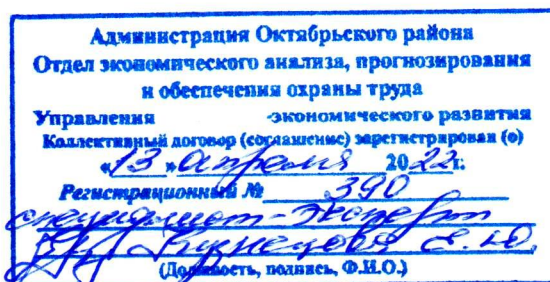 Администрация Октябрьского района
Отдел экономического анализа, прогнозирования
и обеспечения охраны труда
Управления -экономического развития
Коллективный договор (соглашение) зарегистрирован (о)
«13» апреля 2022г.
Регистрационный № 390
специалист-эксперт
Кузнецова Е.Ю.
(Должность, подпись, Ф.И.О.)